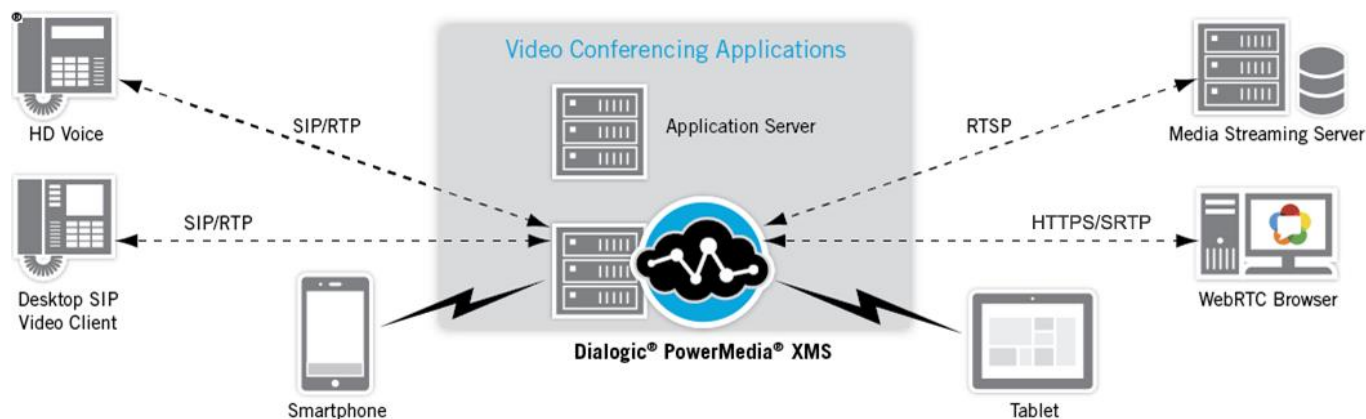 ®
Video Conferencing Applications
HD Voice
SIP/RTP
Application Server
RTSP
Media Streaming Server
SIP/RTP
HTTPS/SRTP
Desktop SIP
Video Client
WebRTC Browser
Dialogic® PowerMedia® XMS
Smartphone
Tablet